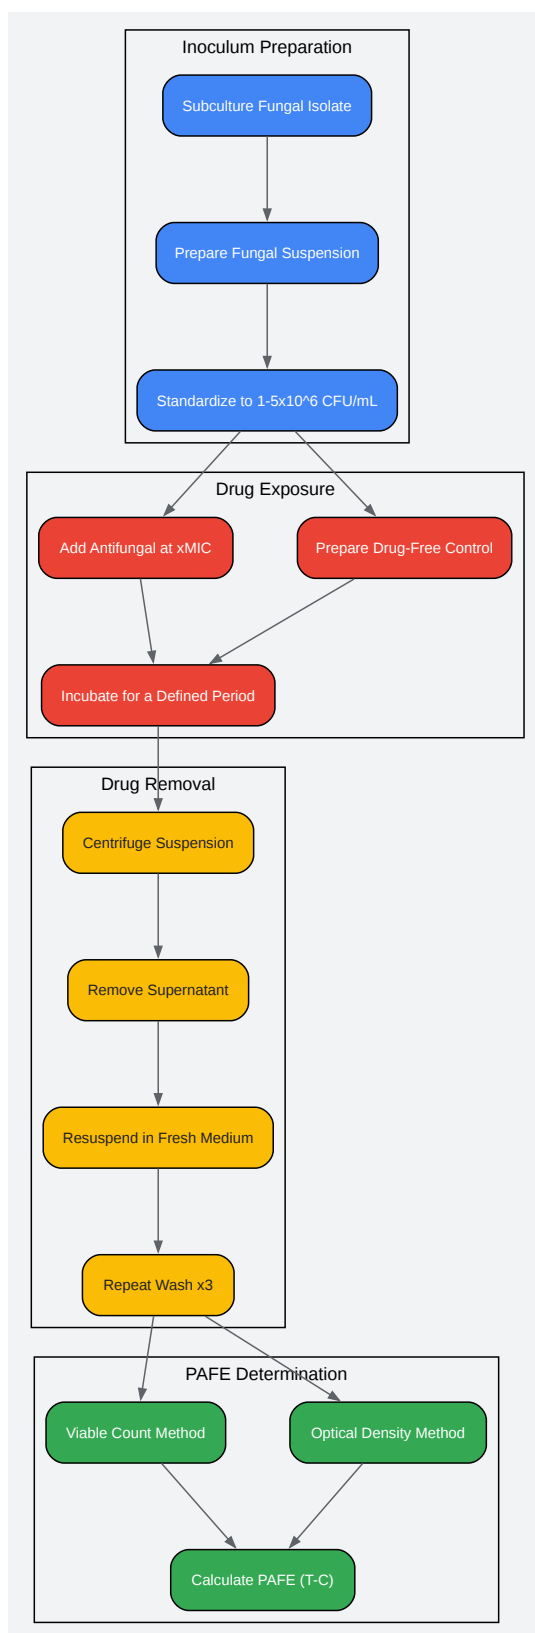 Inoculum Preparation
Subculture Fungal Isolate
Prepare Fungal Suspension
Standardize to 1-5x10^6 CFU/mL
Drug Exposure
Add Antifungal at xMIC
Prepare Drug-Free Control
Incubate for a Defined Period
Drug Removal
Centrifuge Suspension
Remove Supernatant
Resuspend in Fresh Medium
Repeat Wash x3
PAFE Determination
Viable Count Method
Optical Density Method
Calculate PAFE (T-C)